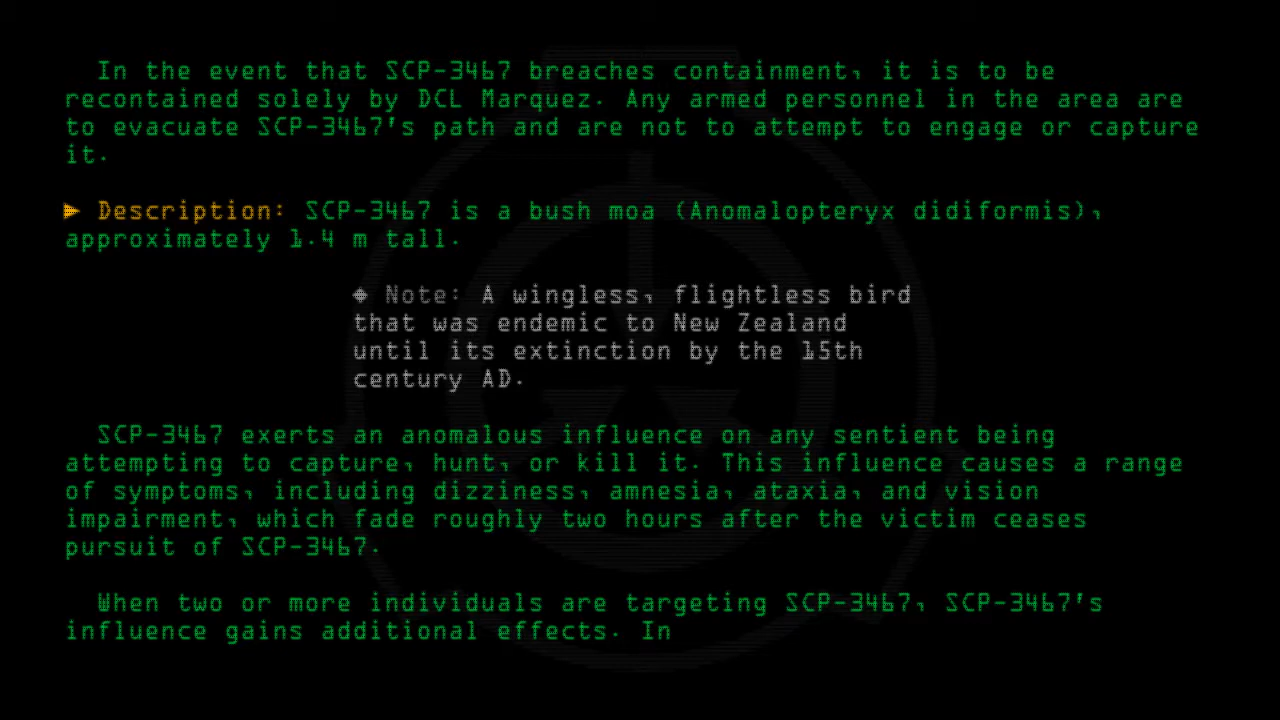 In the event that SCP-3467 breaches containment, it is to be
recontained solely by DCL Marquez. Any armed personnel in the area are
to evacuate SCP-3467's path and are not to attempt to engage or capture
it.
► Description: SCP-3467 is a bush moa (Anomalopteryx didiformis),
approximately 1.4 m tall.
◆ Note: A wingless, flightless bird
that was endemic to New Zealand
until its extinction by the 15th
century AD.
SCP-3467 exerts an anomalous influence on any sentient being
attempting to capture, hunt, or kill it. This influence causes a range
of symptoms, including dizziness, amnesia, ataxia, and vision
impairment, which fade roughly two hours after the victim ceases
pursuit of SCP-3467.
When two or more individuals are targeting SCP-3467, SCP-3467's
influence gains additional effects. In